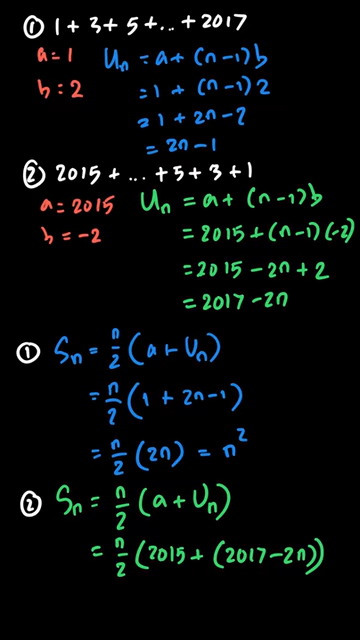 ① 1 + 3 + 5 + ... + 2017
a = 1 Un = a + (n-1) b
b : 2 = 1 + (n-1) 2
= 1 + 2n - 2
= 2n - 1
② 2015 + ... + 5 + 3 + 1
a = 2015 Un = a + (n-1) b
b = -2 = 2015 + (n-1) (-2)
= 2015 - 2n + 2
= 2017 - 2n
① Sn = n/2 (a + Un)
= n/2 (1 + 2n - 1)
= n/2 (2n) = n²
② Sn = n/2 (a + Un)
= n/2 (2015 + (2017 - 2n))